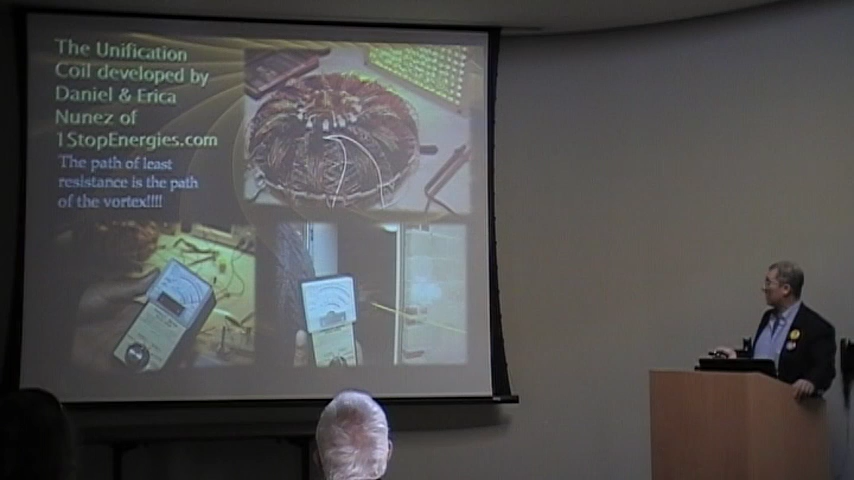 The Unification
Coil developed by
Daniel & Erica
Nunez of
1StopEnergies.com
The path of least
resistance is the path
of the vortex!!!!